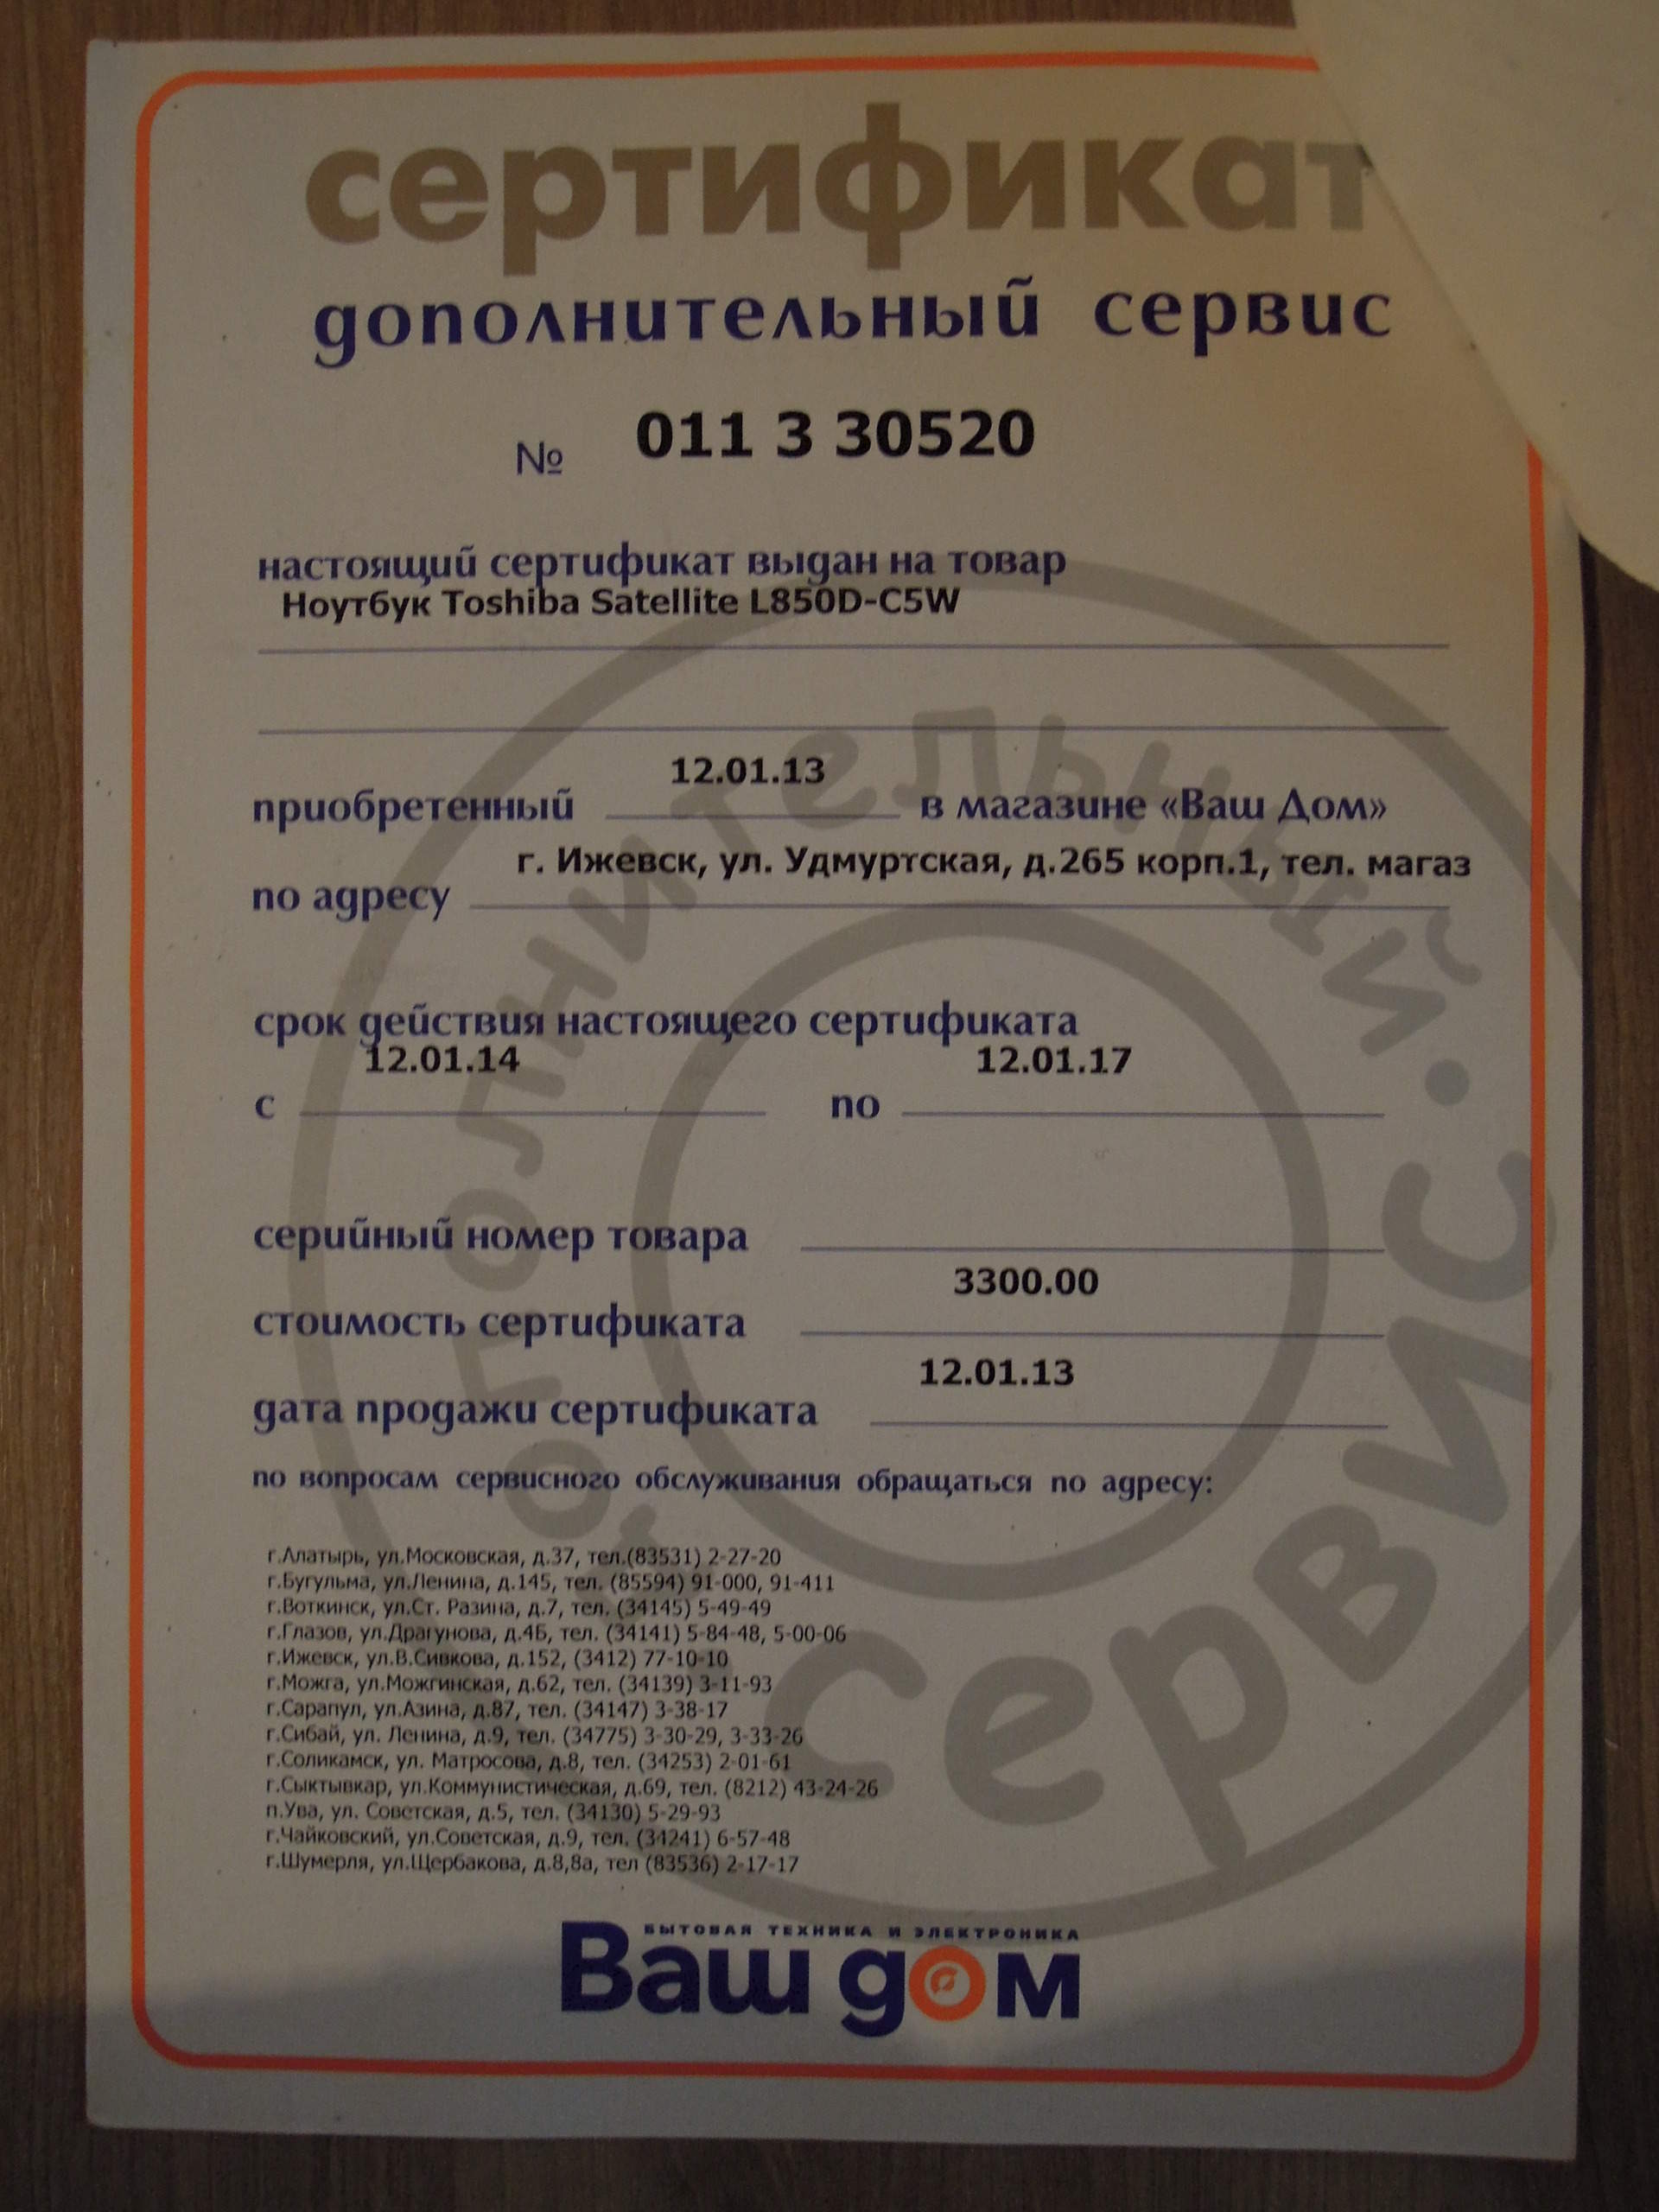 сертификат
дополнительный сервис
№ 011 3 30520
настоящий сертификат выдан на товар
Ноутбук Toshiba Satellite L850D-C5W
12.01.13
приобретенный в магазине «Ваш Дом»
г. Ижевск, ул. Удмуртская, д.265 корп.1, тел. магаз
по адресу
срок действия настоящего сертификата
12.01.14 12.01.17
с по
серийный номер товара
3300.00
стоимость сертификата
12.01.13
дата продажи сертификата
по вопросам сервисного обслуживания обращаться по адресу:
г.Алатырь, ул.Московская, д.37, тел.(83531) 2-27-20
г.Бугульма, ул.Ленина, д.145, тел. (85594) 91-000, 91-411
г.Воткинск, ул.Ст. Разина, д.7, тел. (34145) 5-49-49
г.Глазов, ул.Драгунова, д.4Б, тел. (34141) 5-84-48, 5-00-06
г.Ижевск, ул.В.Сивкова, д.152, (3412) 77-10-10
г.Можга, ул.Можгинская, д.62, тел. (34139) 3-11-93
г.Сарапул, ул.Азина, д.87, тел. (34147) 3-38-17
г.Сибай, ул. Ленина, д.9, тел. (34775) 3-30-29, 3-33-26
г.Соликамск, ул. Матросова, д.8, тел. (34253) 2-01-61
г.Сыктывкар, ул.Коммунистическая, д.69, тел. (8212) 43-24-26
п.Ува, ул. Советская, д.5, тел. (34130) 5-29-93
г.Чайковский, ул.Советская, д.9, тел. (34241) 6-57-48
г.Шумерля, ул.Щербакова, д.8,8а, тел (83536) 2-17-17
дополнительный • сервис
БЫТОВАЯ ТЕХНИКА И ЭЛЕКТРОНИКА
Ваш дом